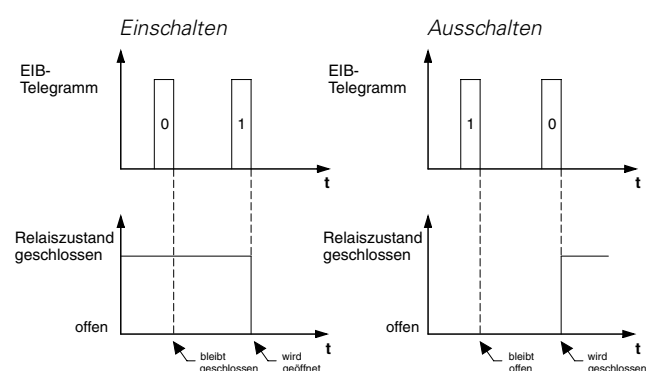 Einschalten
EIB-
Telegramm
0
1
t
Relaiszustand
geschlossen
offen
t
bleibt
geschlossen
wird
geöffnet
Ausschalten
EIB-
Telegramm
1
0
t
Relaiszustand
geschlossen
offen
t
bleibt
offen
wird
geschlossen